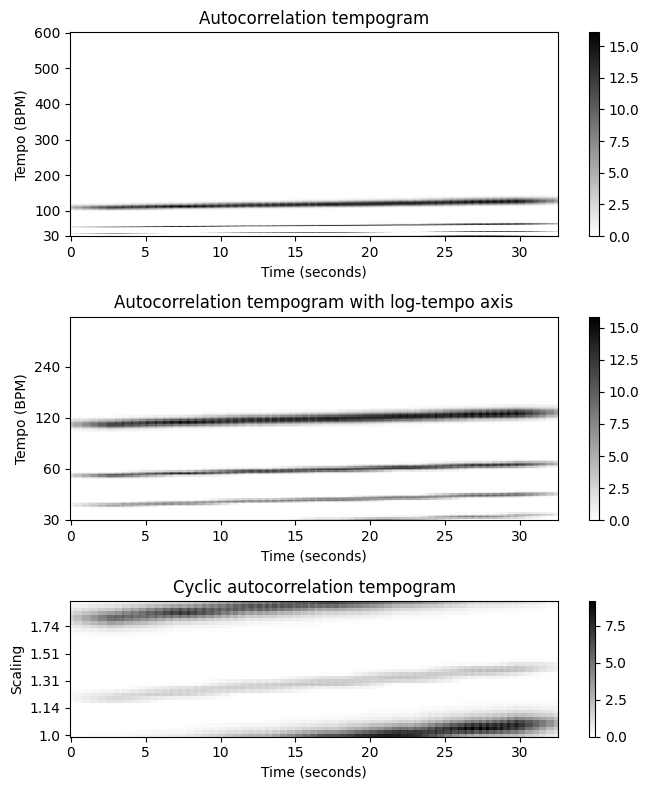 Autocorrelation tempogram
Tempo (BPM)
600
500
400
300
200
100
30
0 5 10 15 20 25 30
Time (seconds)
15.0
12.5
10.0
7.5
5.0
2.5
0.0
Autocorrelation tempogram with log-tempo axis
Tempo (BPM)
240
120
60
30
0 5 10 15 20 25 30
Time (seconds)
15.0
12.5
10.0
7.5
5.0
2.5
0.0
Cyclic autocorrelation tempogram
Scaling
1.74
1.51
1.31
1.14
1.0
0 5 10 15 20 25 30
Time (seconds)
7.5
5.0
2.5
0.0